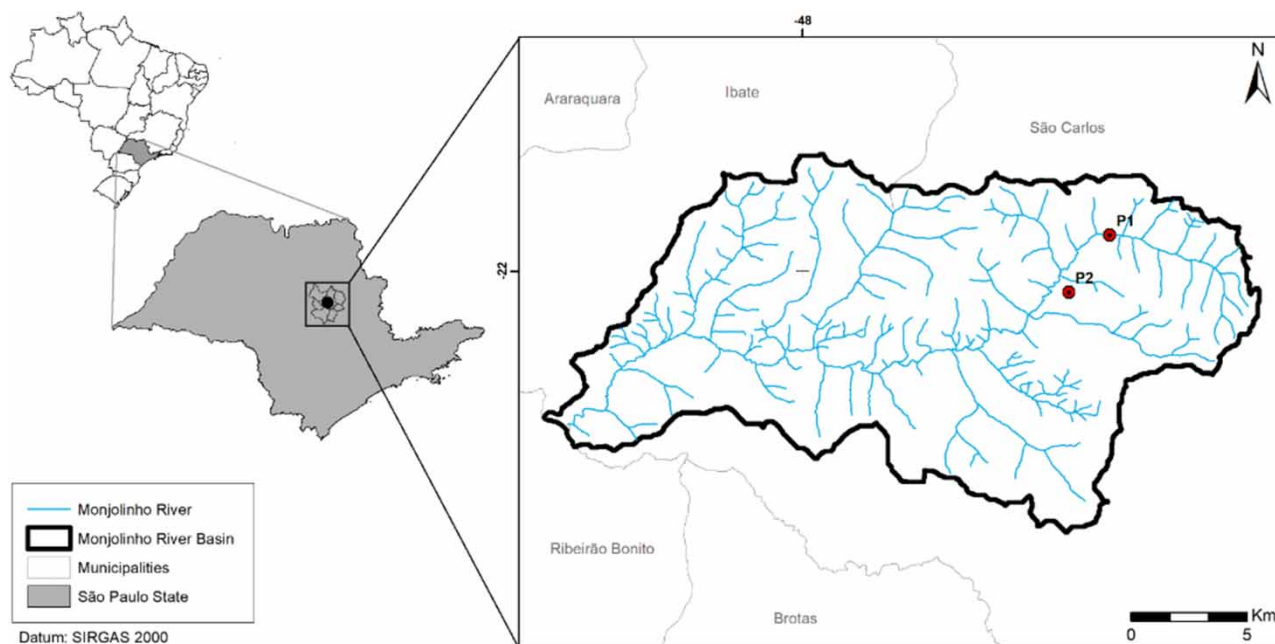 -48
N
Araraquara
Ibate
São Carlos
P1
-22
P2
Monjolinho River
Monjolinho River Basin
Municipalities
São Paulo State
Ribeirão Bonito
Brotas
Km
0 5
Datum: SIRGAS 2000